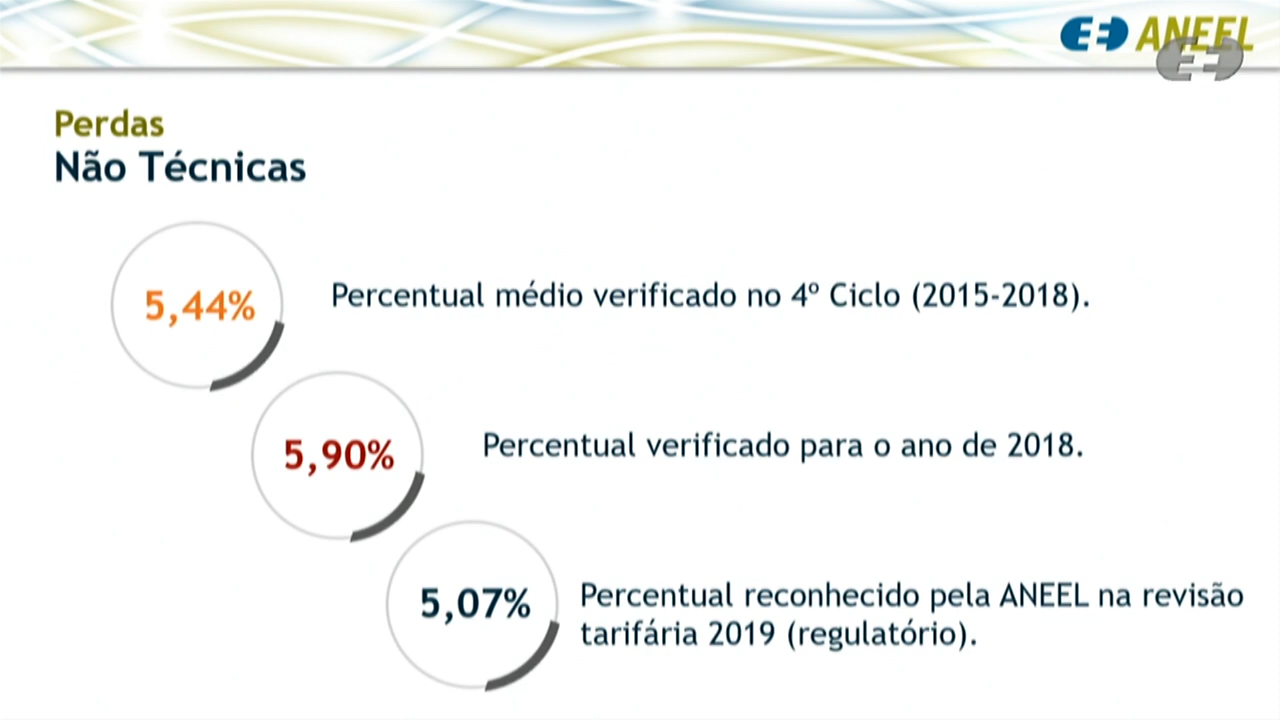 ANEEL
Perdas
Não Técnicas
5,44%
Percentual médio verificado no 4º Ciclo (2015-2018).
5,90%
Percentual verificado para o ano de 2018.
5,07%
Percentual reconhecido pela ANEEL na revisão
tarifária 2019 (regulatório).